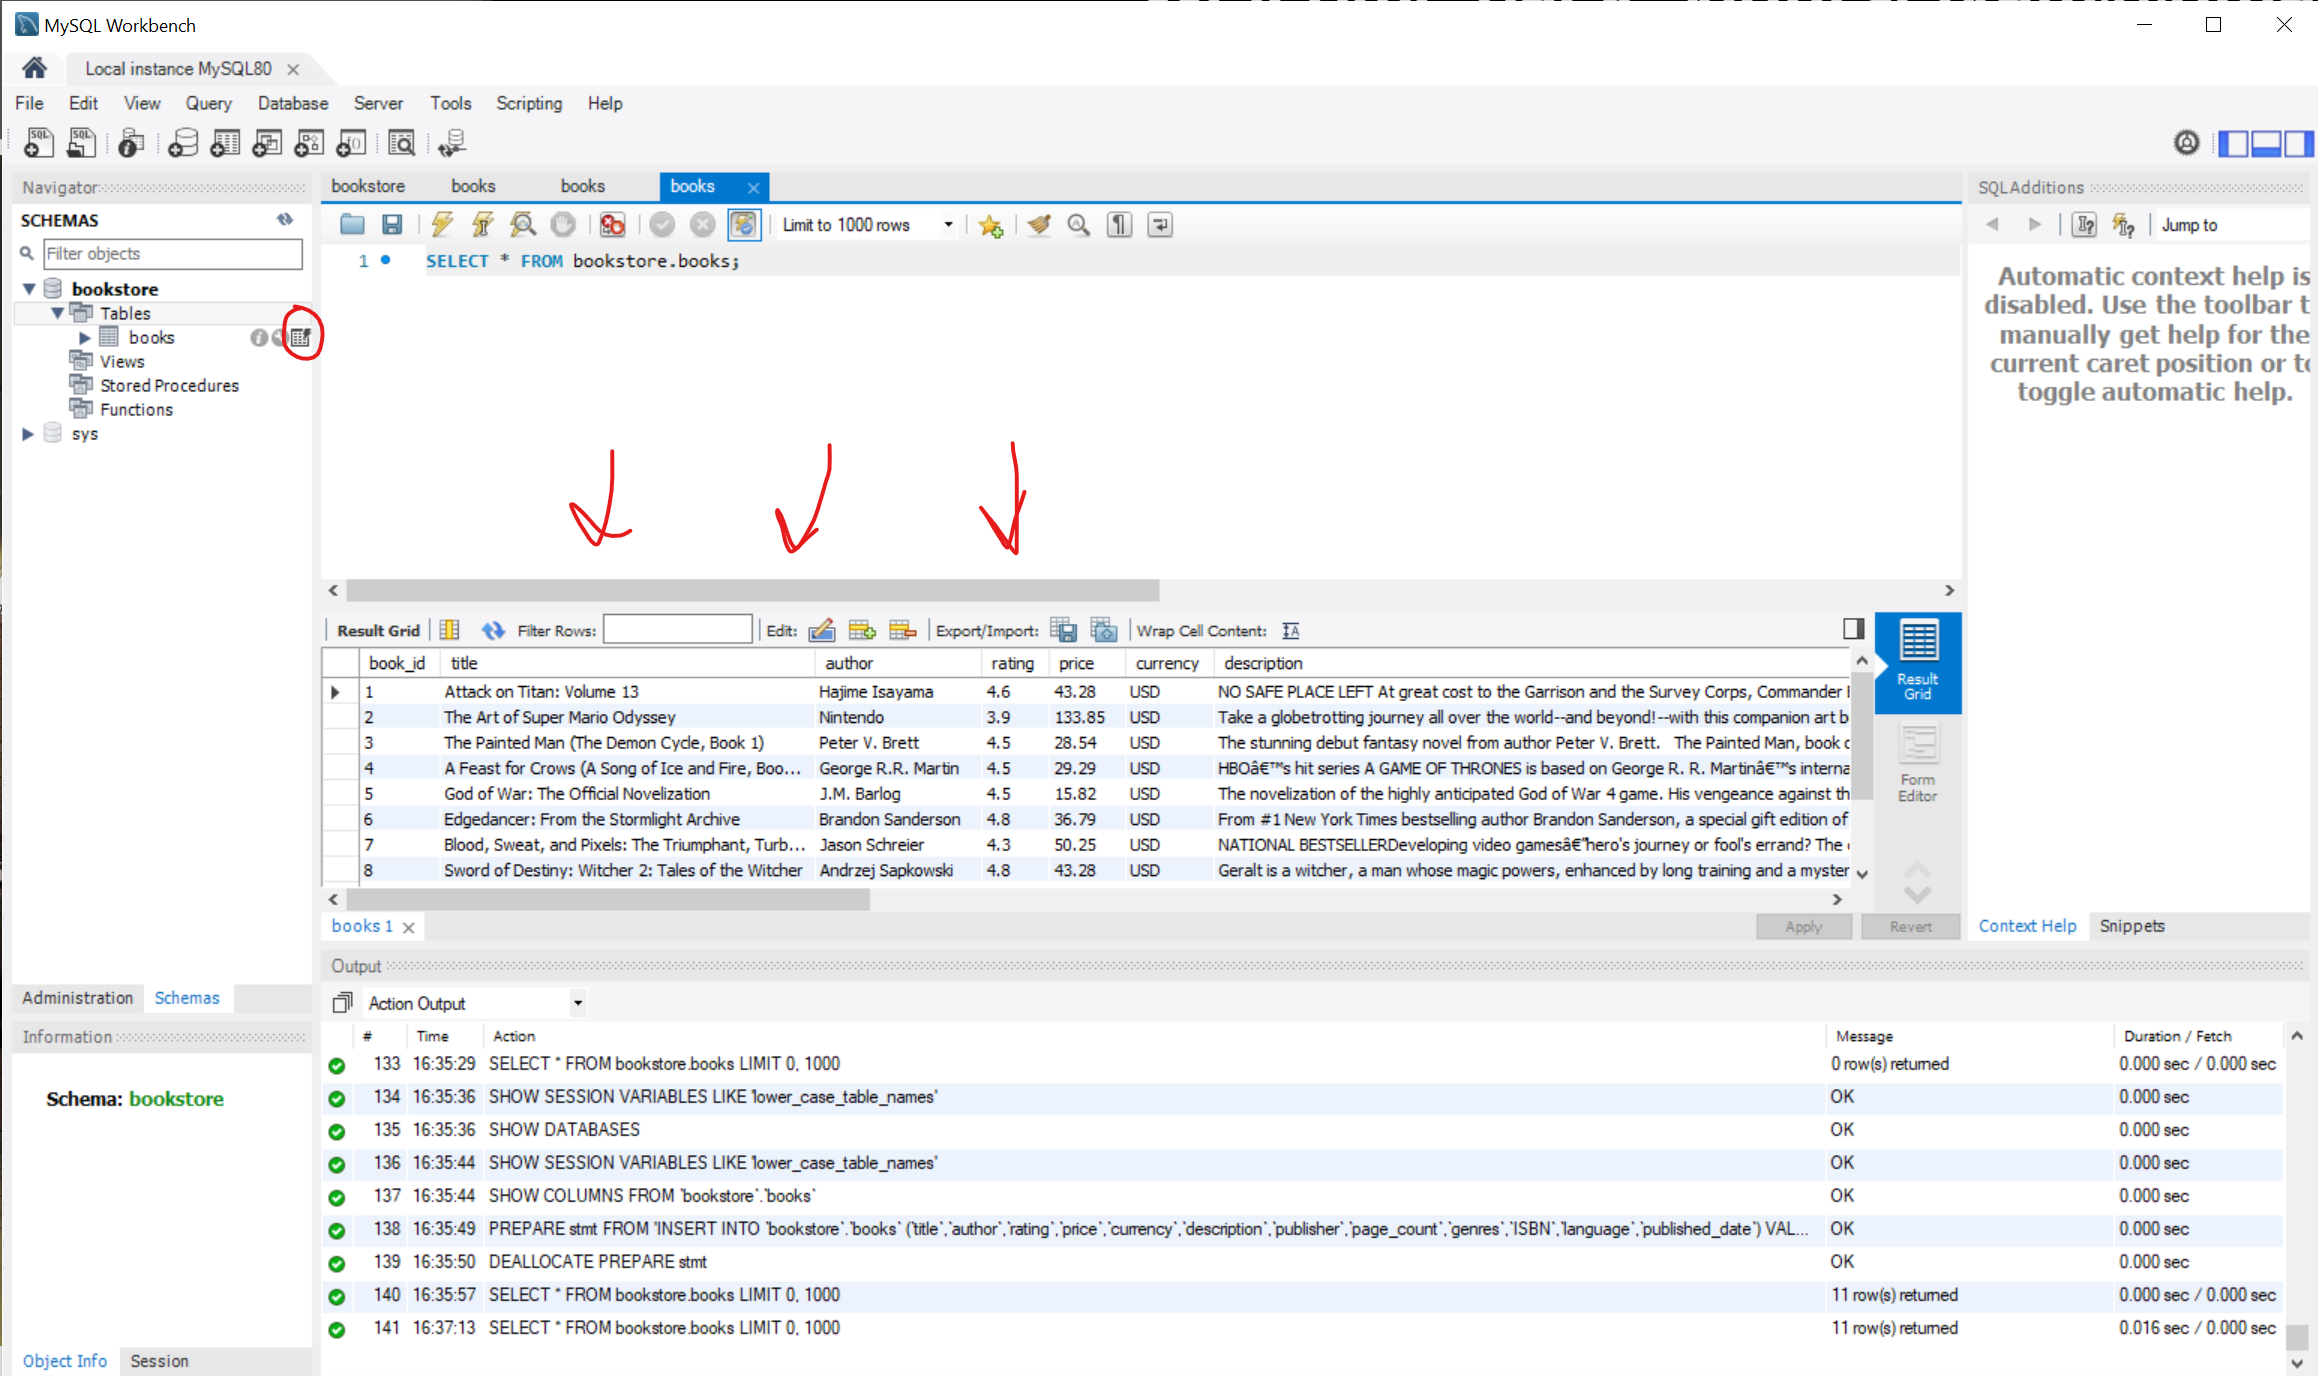 MySQL Workbench
Local instance MySQL80
File Edit View Query Database Server Tools Scripting Help
Navigator
SCHEMAS
Filter objects
bookstore
Tables
books
Views
Stored Procedures
Functions
sys
Administration Schemas
Information
Schema: bookstore
Object Info Session
bookstore books books books
Limit to 1000 rows
1 SELECT * FROM bookstore.books;
Result Grid Filter Rows: Edit: Export/Import: Wrap Cell Content:
book_id title author rating price currency description
1 Attack on Titan: Volume 13 Hajime Isayama 4.6 43.28 USD NO SAFE PLACE LEFT At great cost to the Garrison and the Survey Corps, Commander
2 The Art of Super Mario Odyssey Nintendo 3.9 133.85 USD Take a globetrotting journey all over the world--and beyond!--with this companion art b
3 The Painted Man (The Demon Cycle, Book 1) Peter V. Brett 4.5 28.54 USD The stunning debut fantasy novel from author Peter V. Brett. The Painted Man, book
4 A Feast for Crows (A Song of Ice and Fire, Boo... George R.R. Martin 4.5 29.29 USD HBOâ€™s hit series A GAME OF THRONES is based on George R. R. Martinâ€™s interna
5 God of War: The Official Novelization J.M. Barlog 4.5 15.82 USD The novelization of the highly anticipated God of War 4 game. His vengeance against th
6 Edgedancer: From the Stormlight Archive Brandon Sanderson 4.8 36.79 USD From #1 New York Times bestselling author Brandon Sanderson, a special gift edition of
7 Blood, Sweat, and Pixels: The Triumphant, Turb... Jason Schreier 4.3 50.25 USD NATIONAL BESTSELLERDeveloping video gamesâ€”hero's journey or fool's errand? The
8 Sword of Destiny: Witcher 2: Tales of the Witcher Andrzej Sapkowski 4.8 43.28 USD Geralt is a witcher, a man whose magic powers, enhanced by long training and a myster
Result
Grid
Form
Editor
books 1
Apply Revert
SQLAdditions
Jump to
Automatic context help is
disabled. Use the toolbar t
manually get help for the
current caret position or to
toggle automatic help.
Context Help Snippets
Output
Action Output
# Time Action Message Duration / Fetch
133 16:35:29 SELECT * FROM bookstore.books LIMIT 0, 1000 0 row(s) returned 0.000 sec / 0.000 sec
134 16:35:36 SHOW SESSION VARIABLES LIKE 'lower_case_table_names' OK 0.000 sec
135 16:35:36 SHOW DATABASES OK 0.000 sec
136 16:35:44 SHOW SESSION VARIABLES LIKE 'lower_case_table_names' OK 0.000 sec
137 16:35:44 SHOW COLUMNS FROM `bookstore`.`books` OK 0.000 sec
138 16:35:49 PREPARE stmt FROM 'INSERT INTO `bookstore`.`books` (`title`,`author`,`rating`,`price`,`currency`,`description`,`publisher`,`page_count`,`genres`,`ISBN`,`language`,`published_date`) VAL... OK 0.000 sec
139 16:35:50 DEALLOCATE PREPARE stmt OK 0.000 sec
140 16:35:57 SELECT * FROM bookstore.books LIMIT 0, 1000 11 row(s) returned 0.000 sec / 0.000 sec
141 16:37:13 SELECT * FROM bookstore.books LIMIT 0, 1000 11 row(s) returned 0.016 sec / 0.000 sec